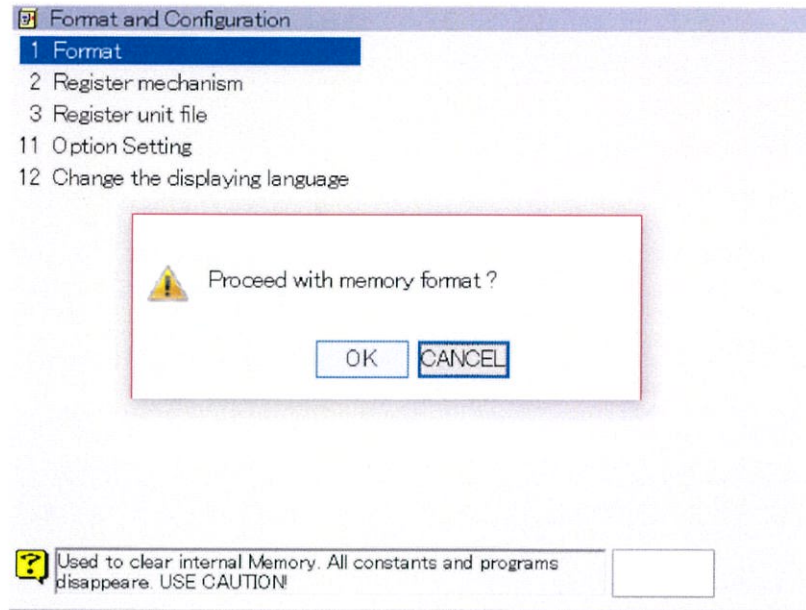 Format and Configuration
1 Format
2 Register mechanism
3 Register unit file
11 Option Setting
12 Change the displaying language
Proceed with memory format ?
OK CANCEL
Used to clear internal Memory. All constants and programs
disappeare. USE CAUTION!